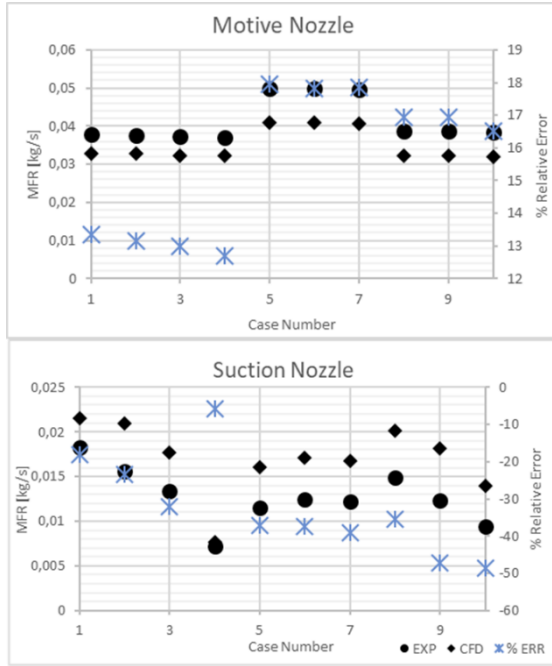 Motive Nozzle
0,06
0,05
0,04
0,03
0,02
0,01
0
MFR [kg/s]
19
18
17
16
15
14
13
12
% Relative Error
1 3 5 7 9
Case Number
Suction Nozzle
0,025
0,02
0,015
0,01
0,005
0
MFR [kg/s]
0
-10
-20
-30
-40
-50
-60
% Relative Error
1 3 5 7 9
Case Number
EXP CFD % ERR